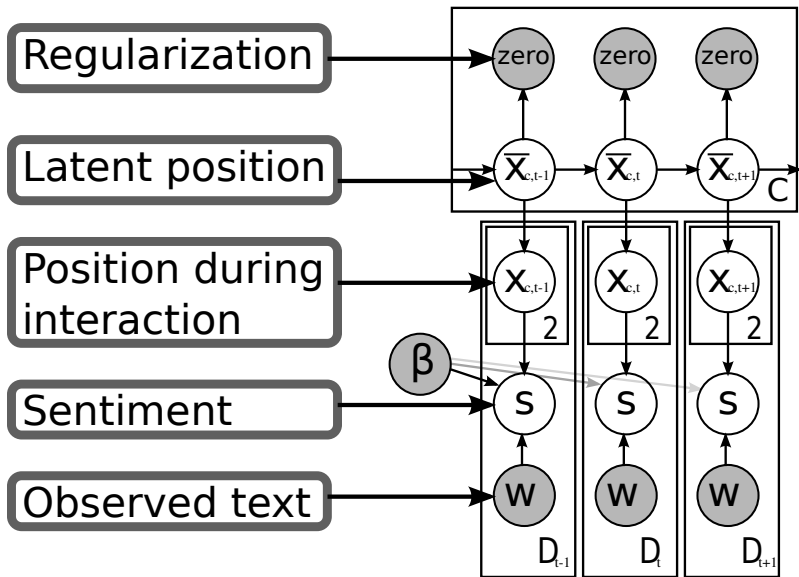 Regularization
zero zero zero
Latent position
x̅c,t-1 x̅c,t x̅c,t+1
C
Position during
interaction
xc,t-1 xc,t xc,t+1
2 2 2
β
Sentiment
s s s
Observed text
w w w
Dt-1 Dt Dt+1